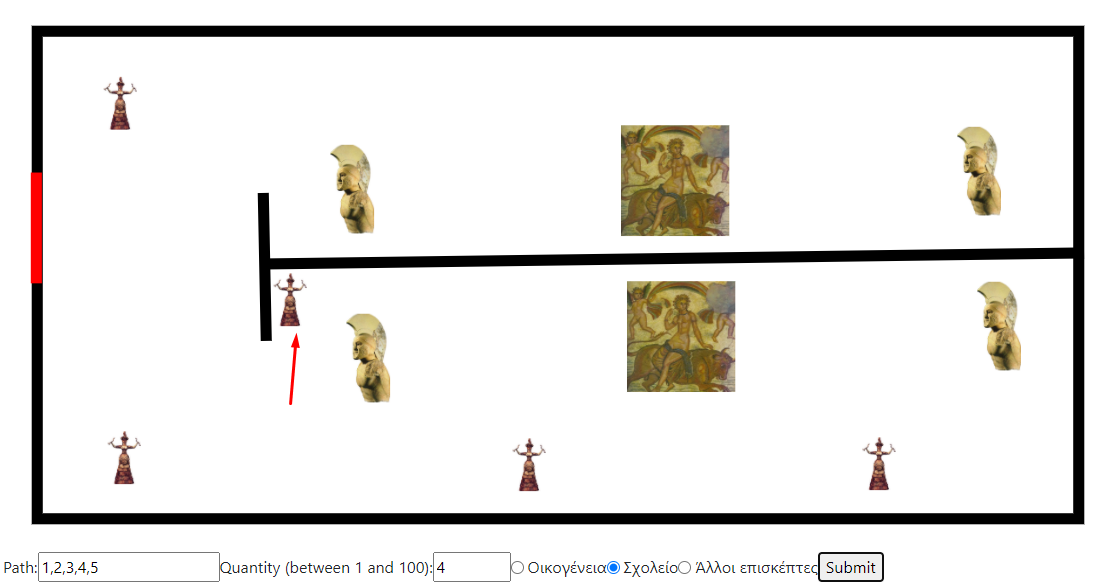 Path: 1,2,3,4,5 Quantity (between 1 and 100): 4 Οικογένεια Σχολείο Άλλοι επισκέπτες Submit